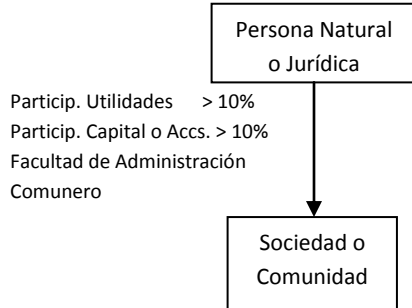 Persona Natural
o Jurídica
Particip. Utilidades > 10%
Particip. Capital o Accs. > 10%
Facultad de Administración
Comunero
Sociedad o
Comunidad